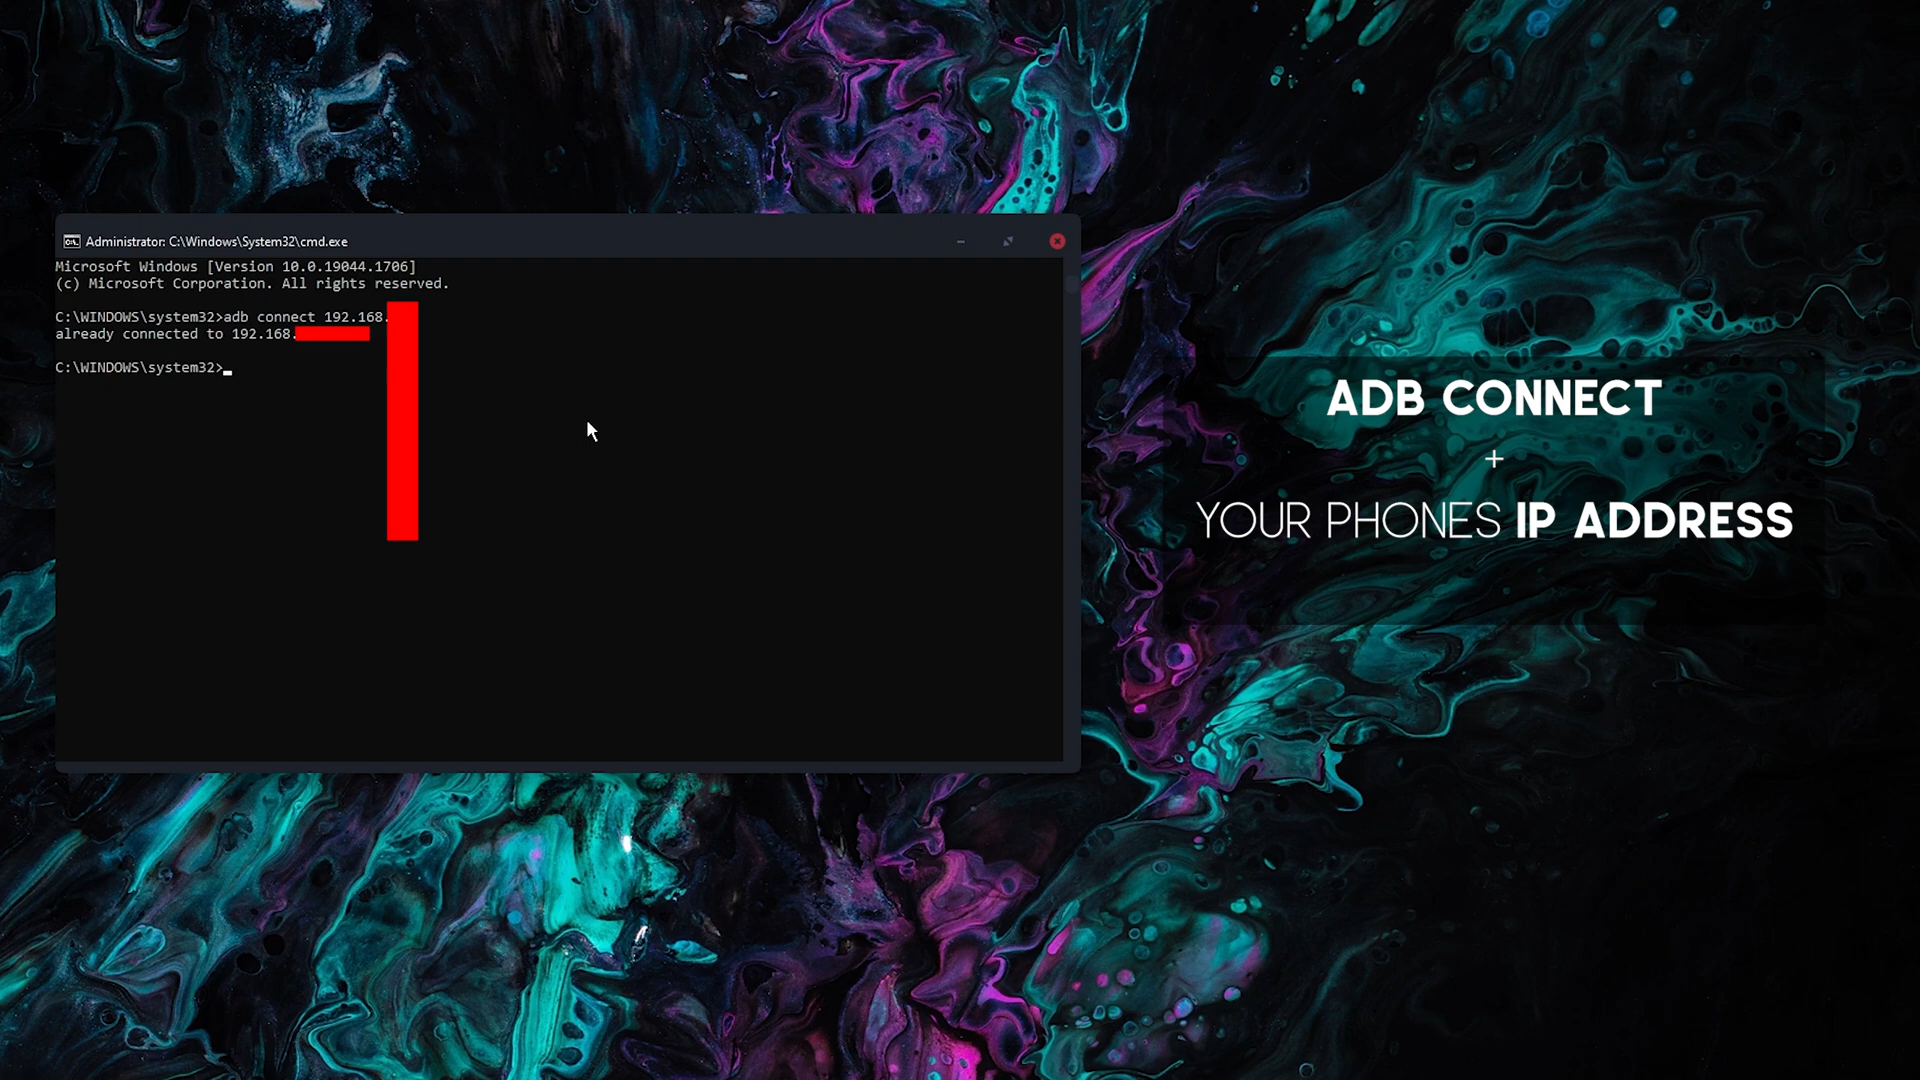 Administrator: C:\Windows\System32\cmd.exe
Microsoft Windows [Version 10.0.19044.1706]
(c) Microsoft Corporation. All rights reserved.
C:\WINDOWS\system32>adb connect 192.168.
already connected to 192.168.
C:\WINDOWS\system32>
ADB CONNECT
+
YOUR PHONES IP ADDRESS